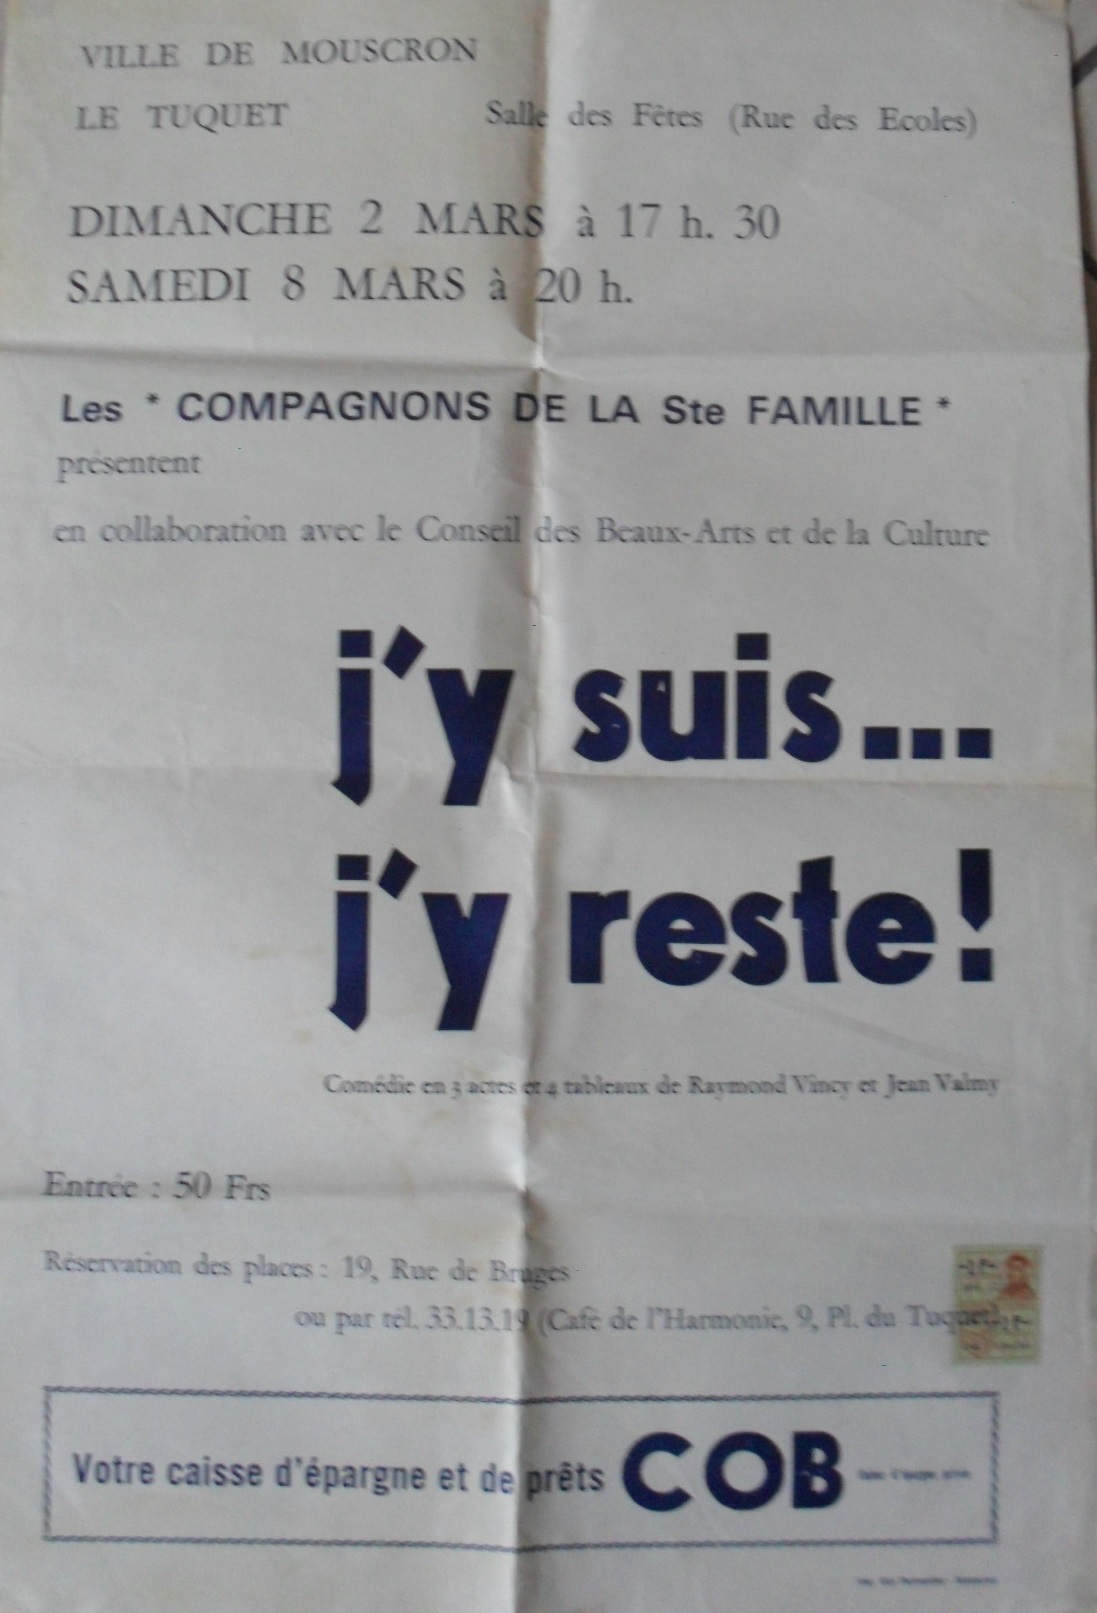 VILLE DE MOUSCRON
LE TUQUET Salle des Fêtes (Rue des Ecoles)
DIMANCHE 2 MARS à 17 h. 30
SAMEDI 8 MARS à 20 h.
Les * COMPAGNONS DE LA Ste FAMILLE *
présentent
en collaboration avec le Conseil des Beaux-Arts et de la Culture
j'y suis...
j'y reste!
Comédie en 3 actes et 4 tableaux de Raymond Vincy et Jean Valmy
Entrée : 50 Frs
Réservation des places : 19, Rue de Bruges
ou par tél. 33.13.19 (Café de l'Harmonie, 9, Pl. du Tuquet)
Votre caisse d'épargne et de prêts COB